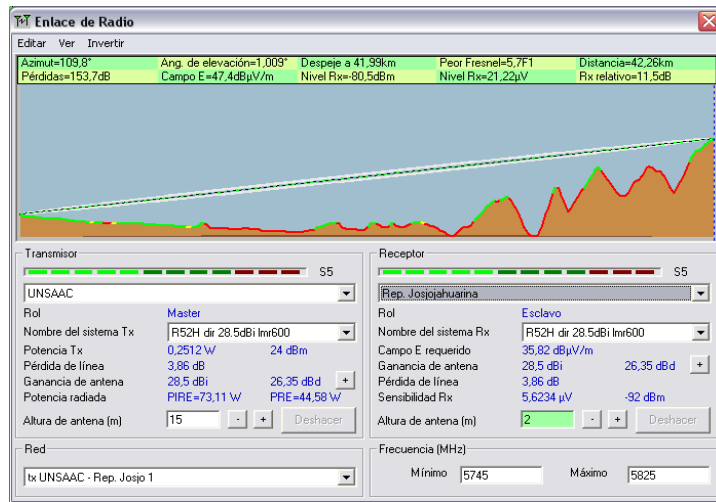 Enlace de Radio
Editar Ver Invertir
Azimut=109,8° Ang. de elevación=1,009° Despeje a 41,99km Peor Fresnel=5,7F1 Distancia=42,26km
Pérdidas=153,7dB Campo E=47,4dBµV/m Nivel Rx=-80,5dBm Nivel Rx=21,22µV Rx relativo=11,5dB
Transmisor
S5
UNSAAC
Rol Master
Nombre del sistema Tx R52H dir 28.5dBi lmr600
Potencia Tx 0,2512 W 24 dBm
Pérdida de línea 3,86 dB
Ganancia de antena 28,5 dBi 26,35 dBd +
Potencia radiada PIRE=73,11 W PRE=44,58 W
Altura de antena (m) 15 - + Deshacer
Receptor
S5
Rep. Josjojahuarina
Rol Esclavo
Nombre del sistema Rx R52H dir 28.5dBi lmr600
Campo E requerido 35,82 dBµV/m
Ganancia de antena 28,5 dBi 26,35 dBd +
Pérdida de línea 3,86 dB
Sensibilidad Rx 5,6234 µV -92 dBm
Altura de antena (m) 2 - + Deshacer
Red
tx UNSAAC - Rep. Josjo 1
Frecuencia (MHz)
Mínimo 5745 Máximo 5825